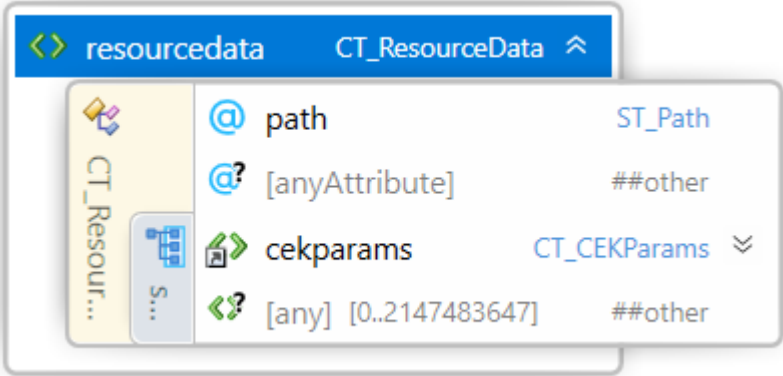 resourcedata CT_ResourceData
CT_Resour...
s...
@ path ST_Path
@? [anyAttribute] ##other
cekparams CT_CEKParams
? [any] [0..2147483647] ##other